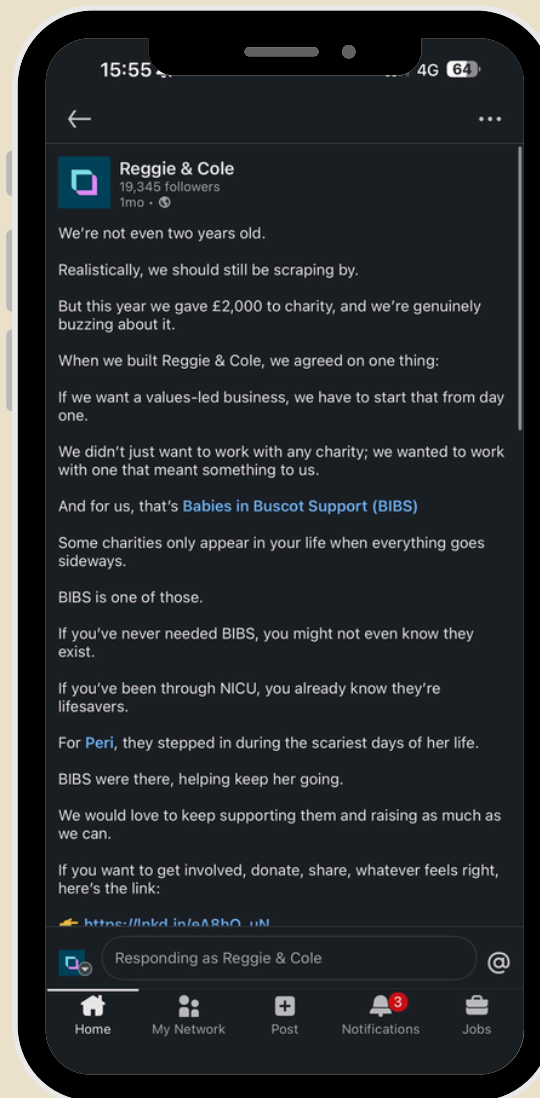 15:55
4G 64
Reggie & Cole
19,345 followers
1mo •
We're not even two years old.
Realistically, we should still be scraping by.
But this year we gave £2,000 to charity, and we're genuinely
buzzing about it.
When we built Reggie & Cole, we agreed on one thing:
If we want a values-led business, we have to start that from day
one.
We didn't just want to work with any charity; we wanted to work
with one that meant something to us.
And for us, that's Babies in Buscot Support (BIBS)
Some charities only appear in your life when everything goes
sideways.
BIBS is one of those.
If you've never needed BIBS, you might not even know they
exist.
If you've been through NICU, you already know they're
lifesavers.
For Peri, they stepped in during the scariest days of her life.
BIBS were there, helping keep her going.
We would love to keep supporting them and raising as much as
we can.
If you want to get involved, donate, share, whatever feels right,
here's the link:
Responding as Reggie & Cole
@
3
Home My Network Post Notifications Jobs